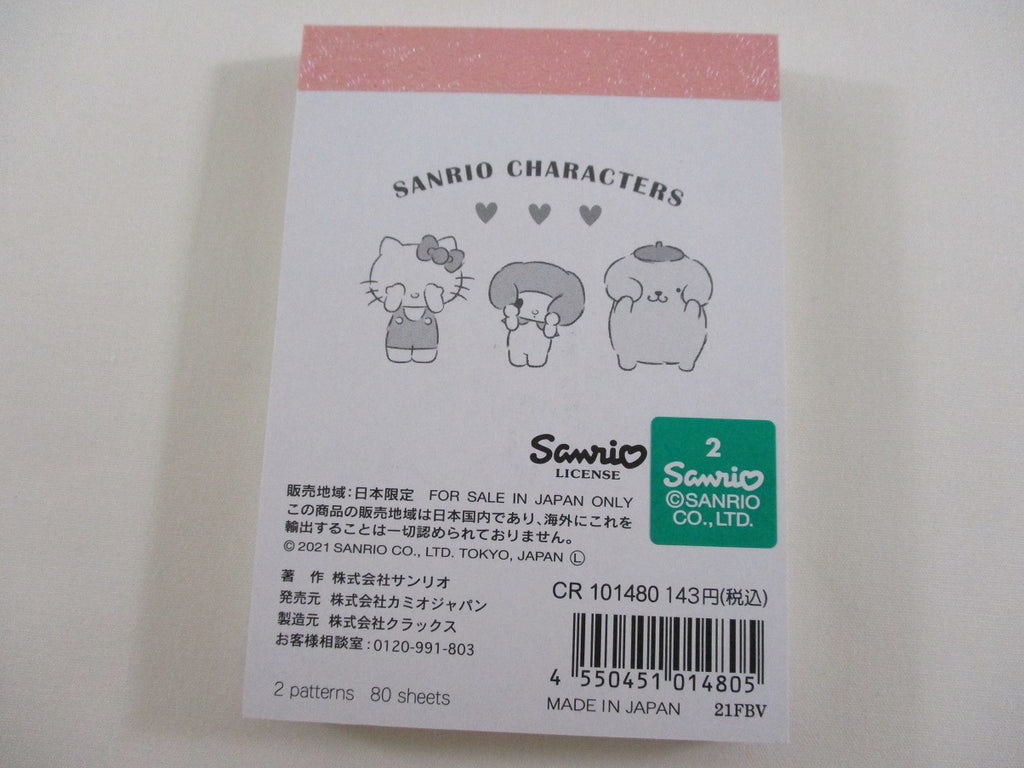 SANRIO CHARACTERS
Sanrio
LICENSE
2
Sanrio
©SANRIO
CO., LTD.
販売地域:日本限定 FOR SALE IN JAPAN ONLY
この商品の販売地域は日本国内であり、海外にこれを
輸出することは一切認められておりません。
© 2021 SANRIO CO., LTD. TOKYO, JAPAN Ⓛ
著 作 株式会社サンリオ
発売元 株式会社カミオジャパン
製造元 株式会社クラックス
お客様相談室:0120-991-803
CR 101480 143円(税込)
4 550451 014805
2 patterns 80 sheets
MADE IN JAPAN 21FBV